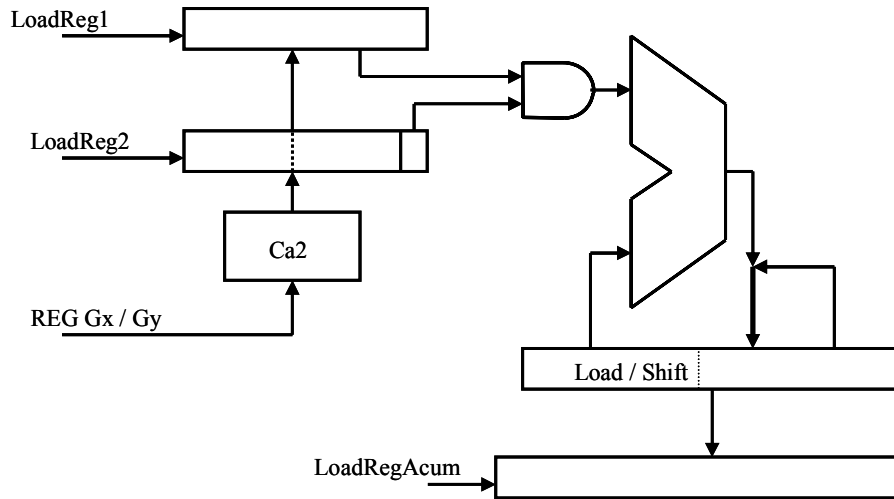 LoadReg1
LoadReg2
Ca2
REG Gx / Gy
Load / Shift
LoadRegAcum